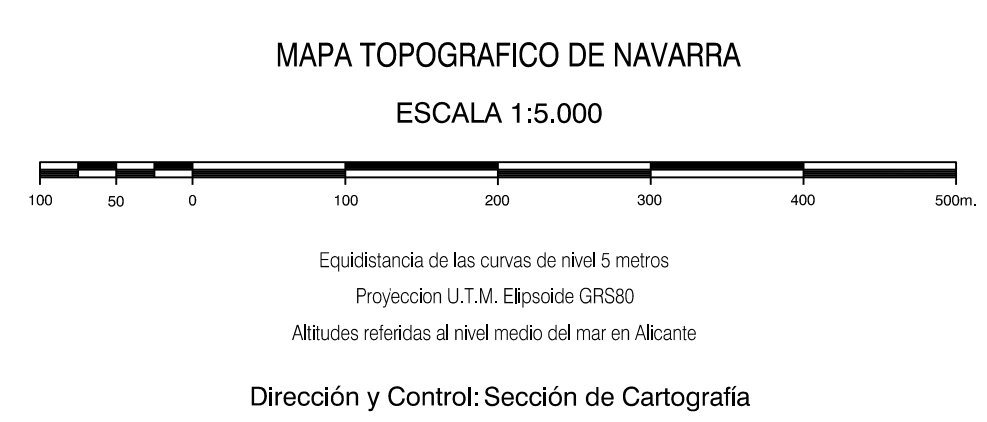 MAPA TOPOGRAFICO DE NAVARRA
ESCALA 1:5.000
100 50 0 100 200 300 400 500m.
Equidistancia de las curvas de nivel 5 metros
Proyeccion U.T.M. Elipsoide GRS80
Altitudes referidas al nivel medio del mar en Alicante
Dirección y Control: Sección de Cartografía